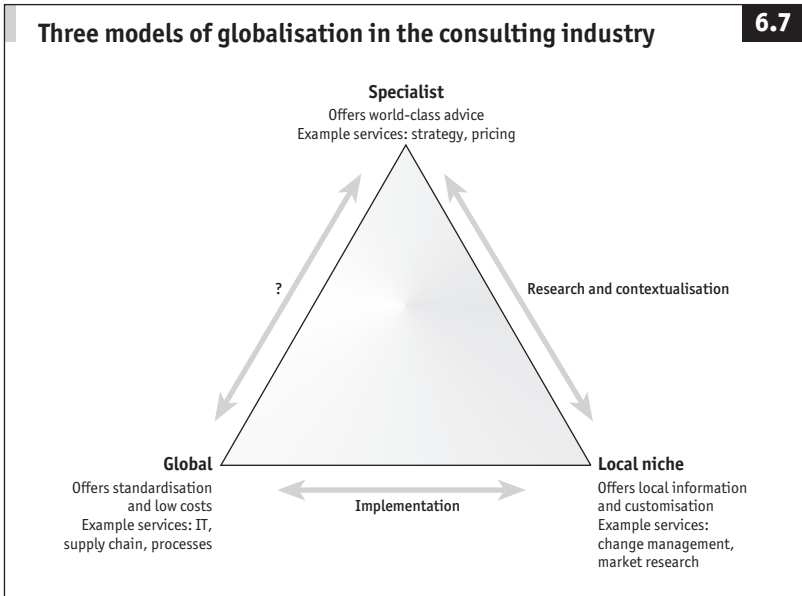 Three models of globalisation in the consulting industry
6.7
Specialist
Offers world-class advice
Example services: strategy, pricing
?
Research and contextualisation
Global
Offers standardisation
and low costs
Example services: IT,
supply chain, processes
Implementation
Local niche
Offers local information
and customisation
Example services:
change management,
market research